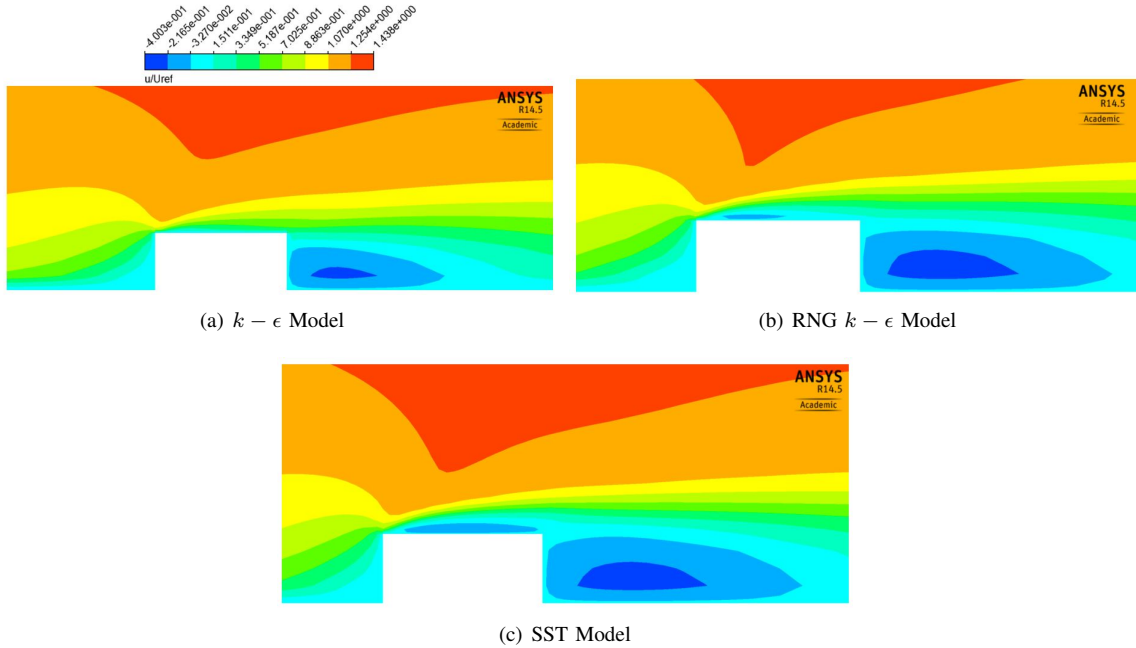 -4.003e-001
-2.165e-001
-3.270e-002
1.511e-001
3.349e-001
5.187e-001
7.025e-001
8.863e-001
1.070e+000
1.254e+000
1.438e+000
u/Uref
ANSYS
R14.5
Academic
ANSYS
R14.5
Academic
(a) k − ϵ Model
(b) RNG k − ϵ Model
ANSYS
R14.5
Academic
(c) SST Model